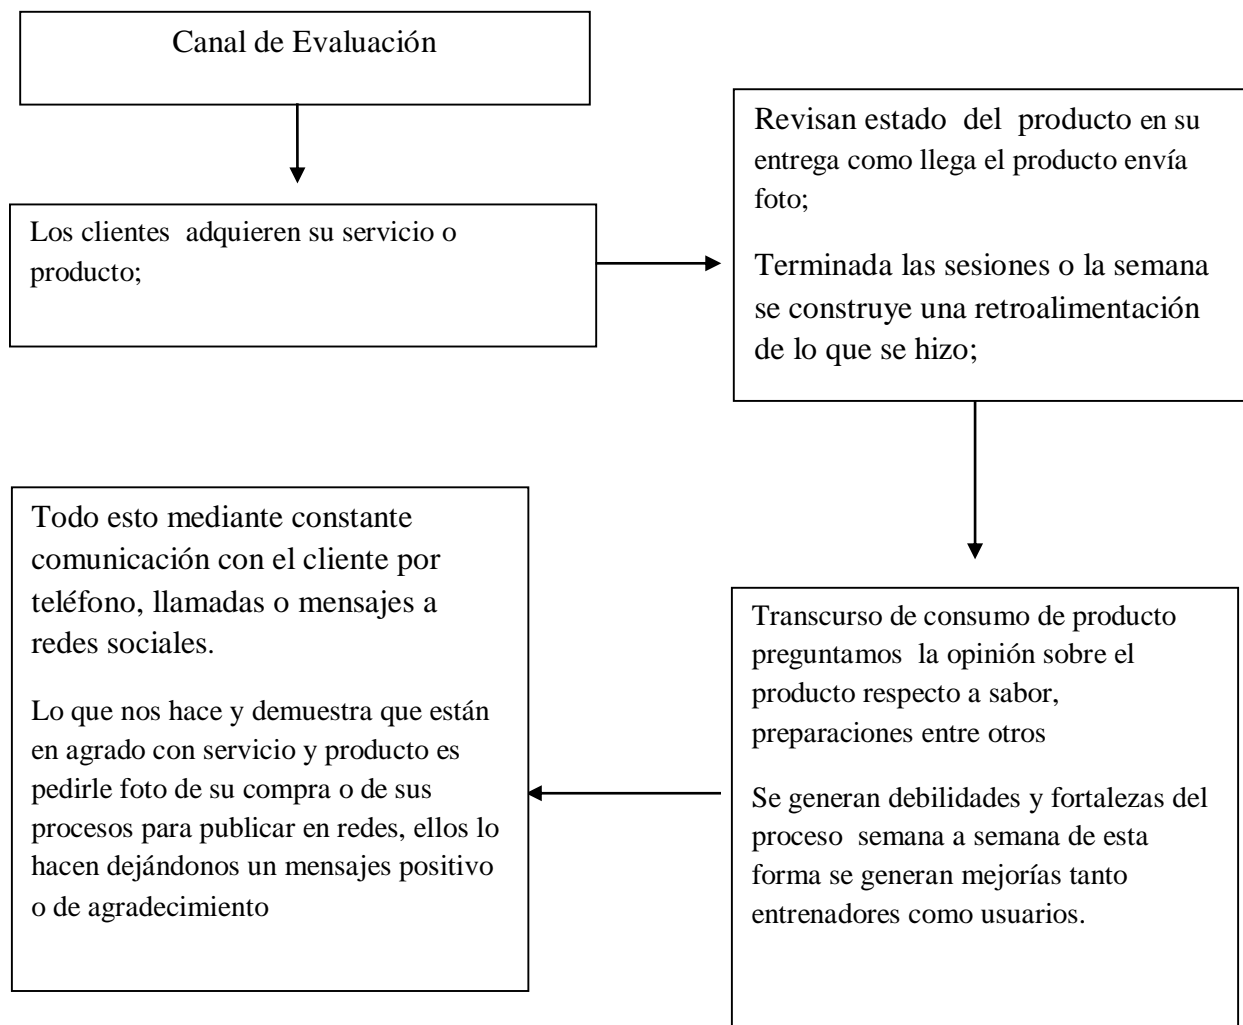 Canal de Evaluación
Los clientes  adquieren su servicio o
producto;
Revisan estado  del  producto en su
entrega como llega el producto envía
foto;
Terminada las sesiones o la semana
se construye una retroalimentación
de lo que se hizo;
Transcurso de consumo de producto
preguntamos  la opinión sobre el
producto respecto a sabor,
preparaciones entre otros
Se generan debilidades y fortalezas del
proceso  semana a semana de esta
forma se generan mejorías tanto
entrenadores como usuarios.
Todo esto mediante constante
comunicación con el cliente por
teléfono, llamadas o mensajes a
redes sociales.
Lo que nos hace y demuestra que están
en agrado con servicio y producto es
pedirle foto de su compra o de sus
procesos para publicar en redes, ellos lo
hacen dejándonos un mensajes positivo
o de agradecimiento